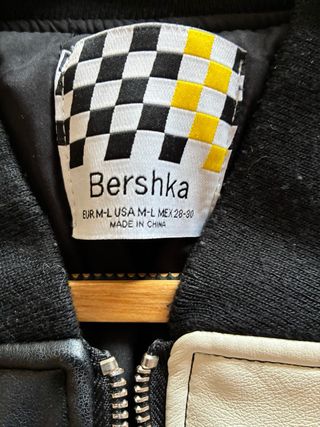 Bershka
EUR M-L USA M-L MEX 28-30
MADE IN CHINA